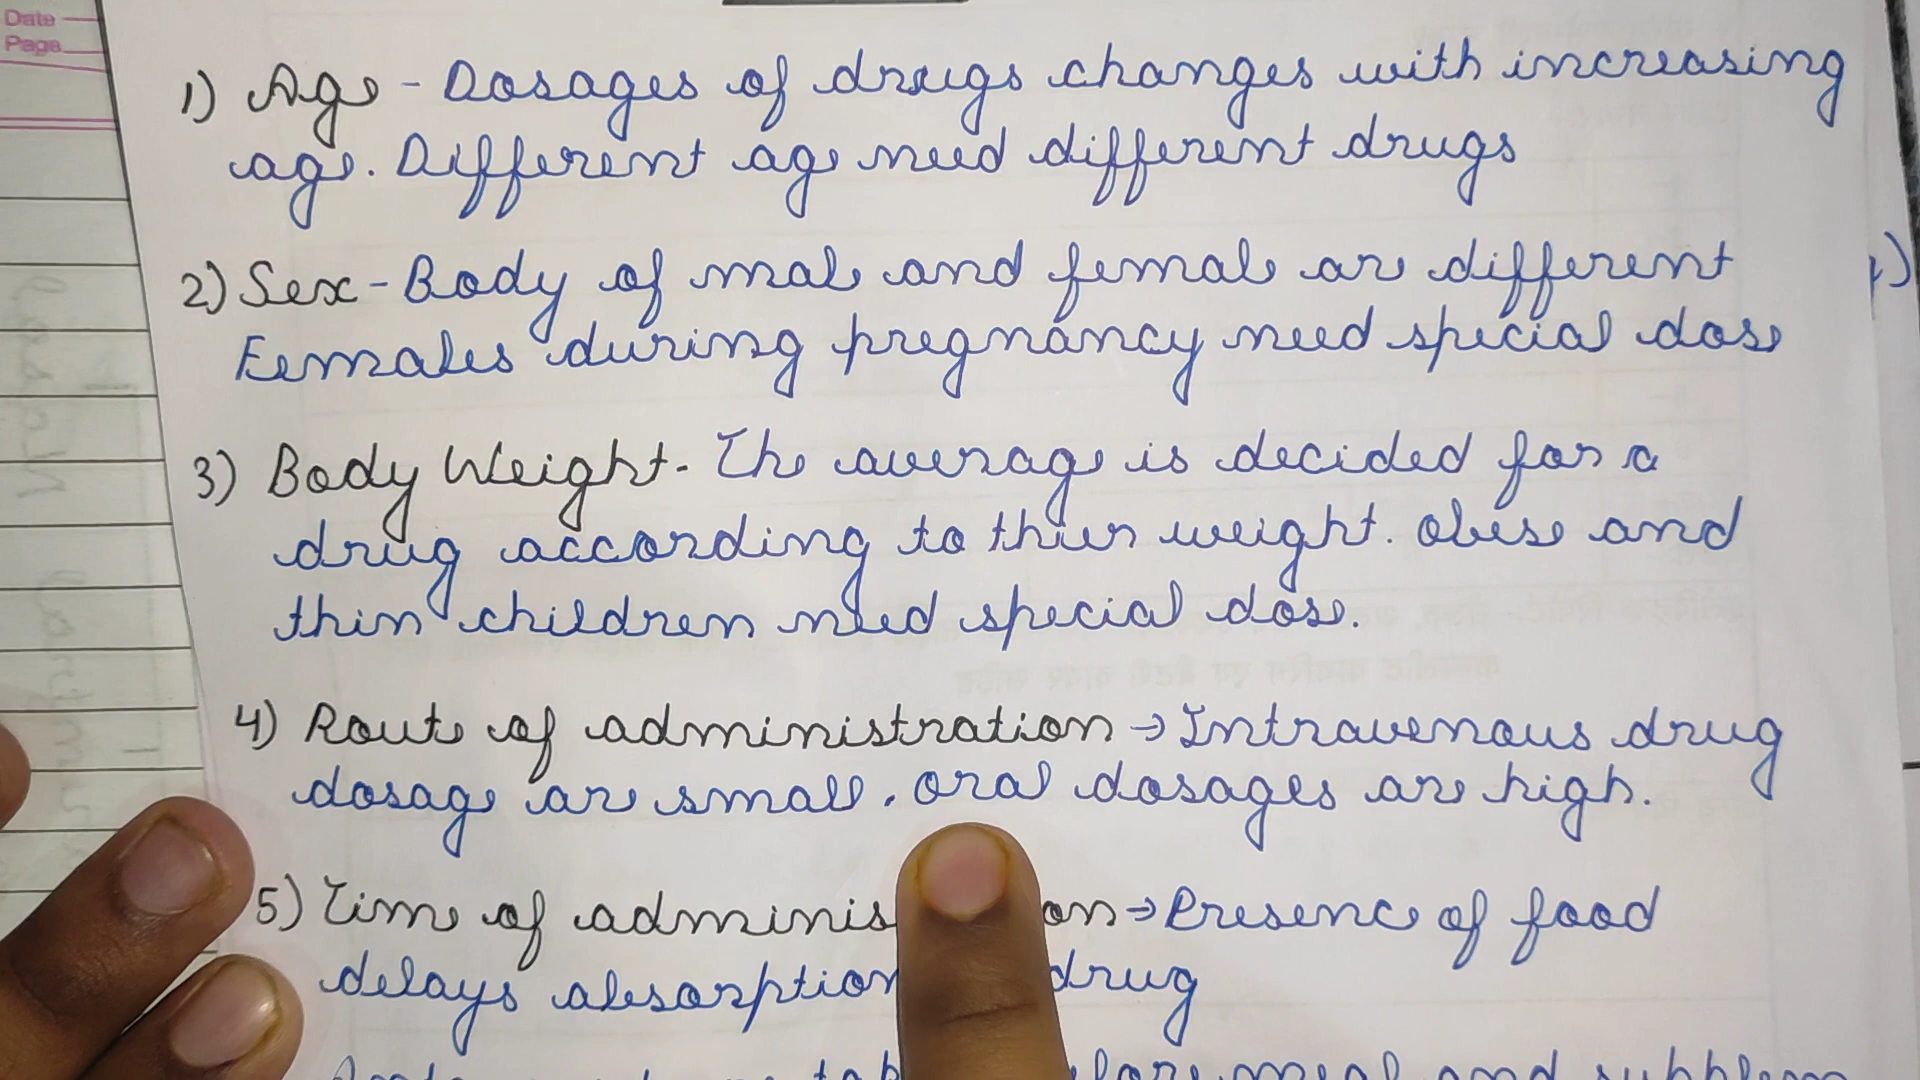 Date
Page
1) Age - Dosages of drugs changes with increasing
age. Different age need different drugs
2) Sex - Body of male and female are different
Females during pregnancy need special dose
3) Body Weight - The average is decided for a
drug according to thier weight. Obese and
thin children need special dose.
4) Route of administration → Intravenous drug
dosage are small. oral dosages are high.
5) Time of adminis on → Presence of food
delays absorption drug
meal and